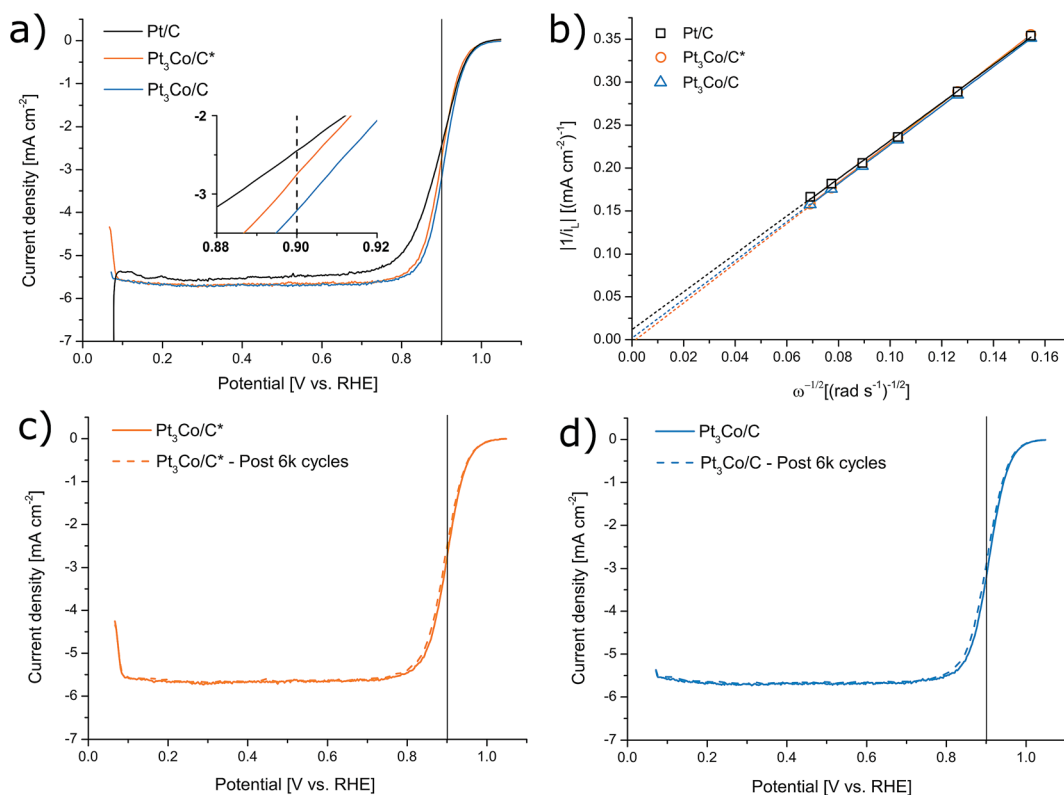 a)
Pt/C
Pt₃Co/C*
Pt₃Co/C
0
-1
-2
-3
-4
-5
-6
-7
-2
-3
0.88
0.90
0.92
0.0
0.2
0.4
0.6
0.8
1.0
Current density [mA cm⁻²]
Potential [V vs. RHE]
b)
Pt/C
Pt₃Co/C*
Pt₃Co/C
0.35
0.30
0.25
0.20
0.15
0.10
0.05
0.00
0.00
0.02
0.04
0.06
0.08
0.10
0.12
0.14
0.16
|1/i_L| [(mA cm⁻²)⁻¹]
ω⁻¹ᐟ²[(rad s⁻¹)⁻¹ᐟ²]
c)
Pt₃Co/C*
Pt₃Co/C* - Post 6k cycles
0
-1
-2
-3
-4
-5
-6
-7
0.0
0.2
0.4
0.6
0.8
1.0
Current density [mA cm⁻²]
Potential [V vs. RHE]
d)
Pt₃Co/C
Pt₃Co/C - Post 6k cycles
0
-1
-2
-3
-4
-5
-6
-7
0.0
0.2
0.4
0.6
0.8
1.0
Current density [mA cm⁻²]
Potential [V vs. RHE]